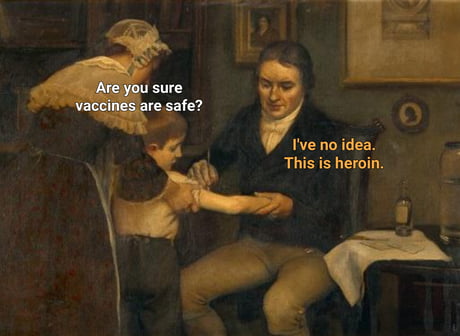 Are you sure
vaccines are safe?
I've no idea.
This is heroin.